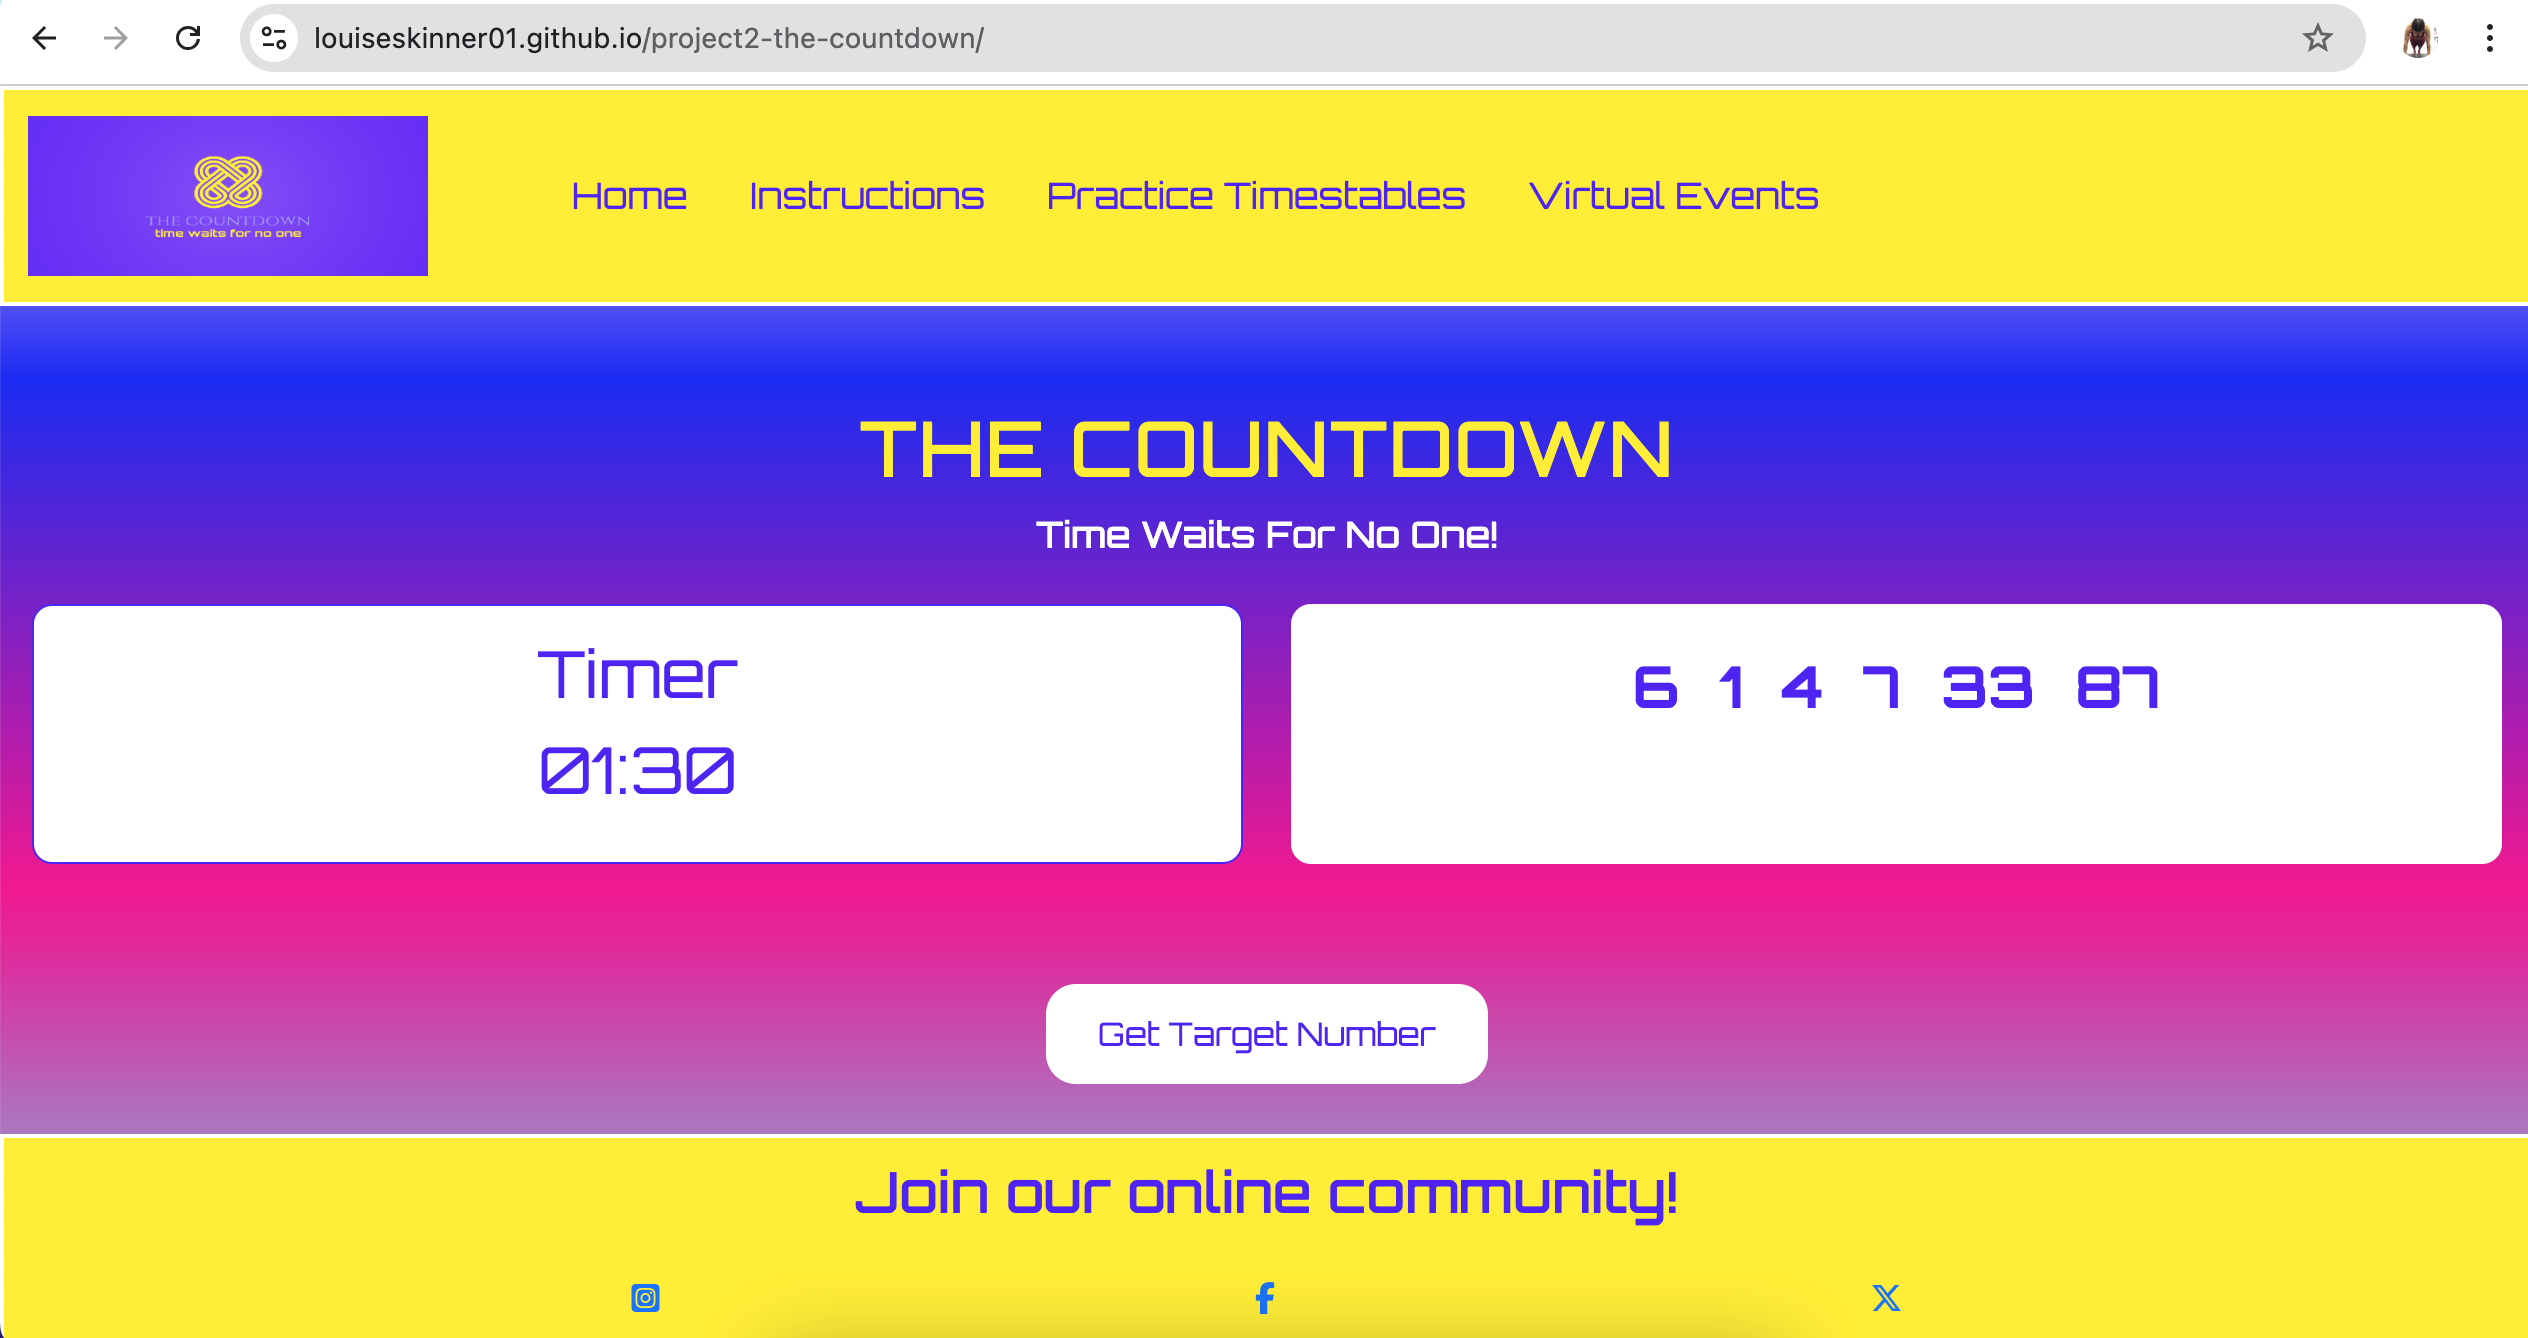 louiseskinner01.github.io/project2-the-countdown/
THE COUNTDOWN
time waits for no one
Home Instructions Practice Timestables Virtual Events
THE COUNTDOWN
Time Waits For No One!
Timer
01:30
6 1 4 7 33 87
Get Target Number
Join our online community!